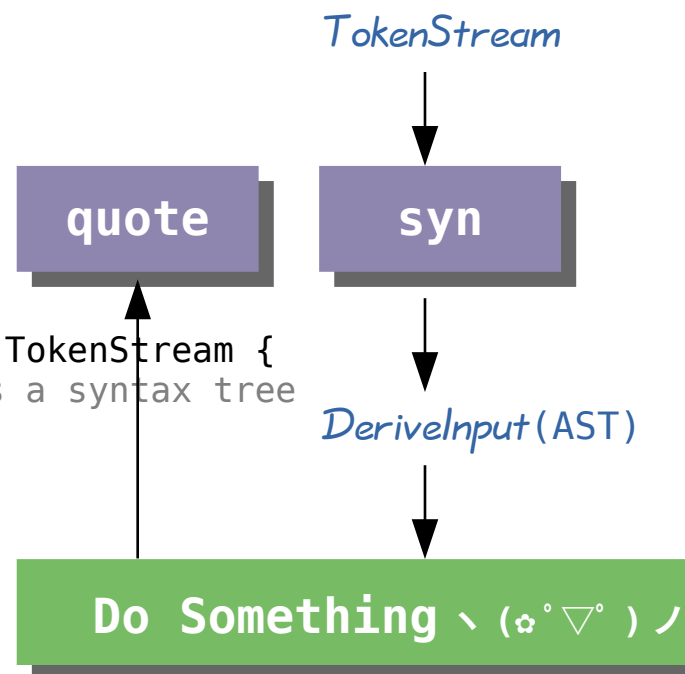 TokenStream
quote
syn
TokenStream {
s a syntax tree
DeriveInput(AST)
Do Something ヽ(✿ﾟ▽ﾟ)ノ